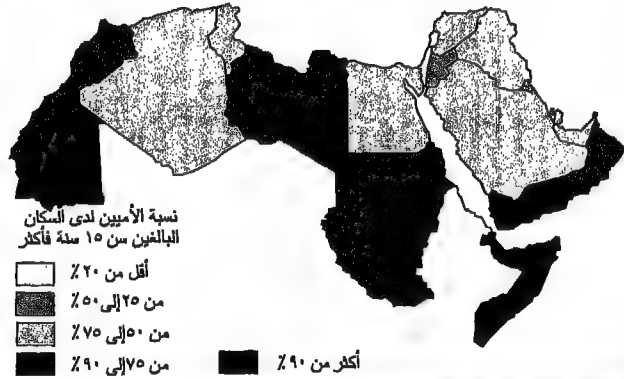 نسبة الأميين لدى السكان
البالغين سن ١٥ سنة فأكثر
أقل من ٢٠ ٪
من ٢٥ إلى ٥٠ ٪
من ٥٠ إلى ٧٥ ٪
من ٧٥ إلى ٩٠ ٪
أكثر من ٩٠ ٪